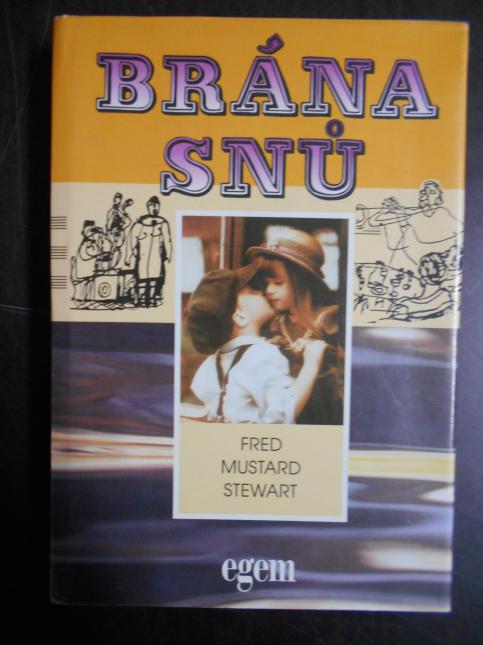 BRÁNA
SNŮ
FRED
MUSTARD
STEWART
egem